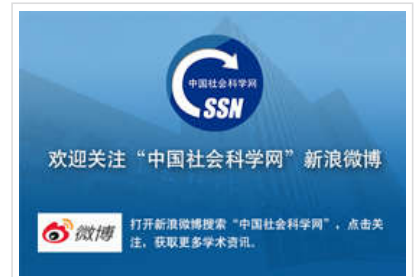 中国社会科学网
CSSN
欢迎关注“中国社会科学网”新浪微博
微博
打开新浪微博搜索“中国社会科学网”，点击关
注，获取更多学术资讯。